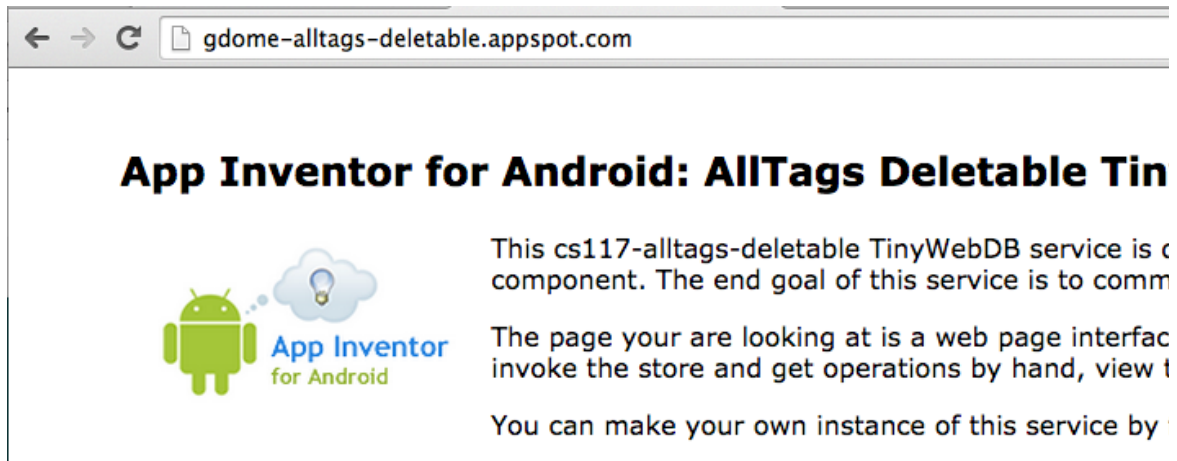 gdome-alltags-deletable.appspot.com
App Inventor for Android: AllTags Deletable
This cs117-alltags-deletable TinyWebDB service is
component. The end goal of this service is to
App Inventor
for Android
The page your are looking at is a web page
invoke the store and get operations by hand, view
You can make your own instance of this service by